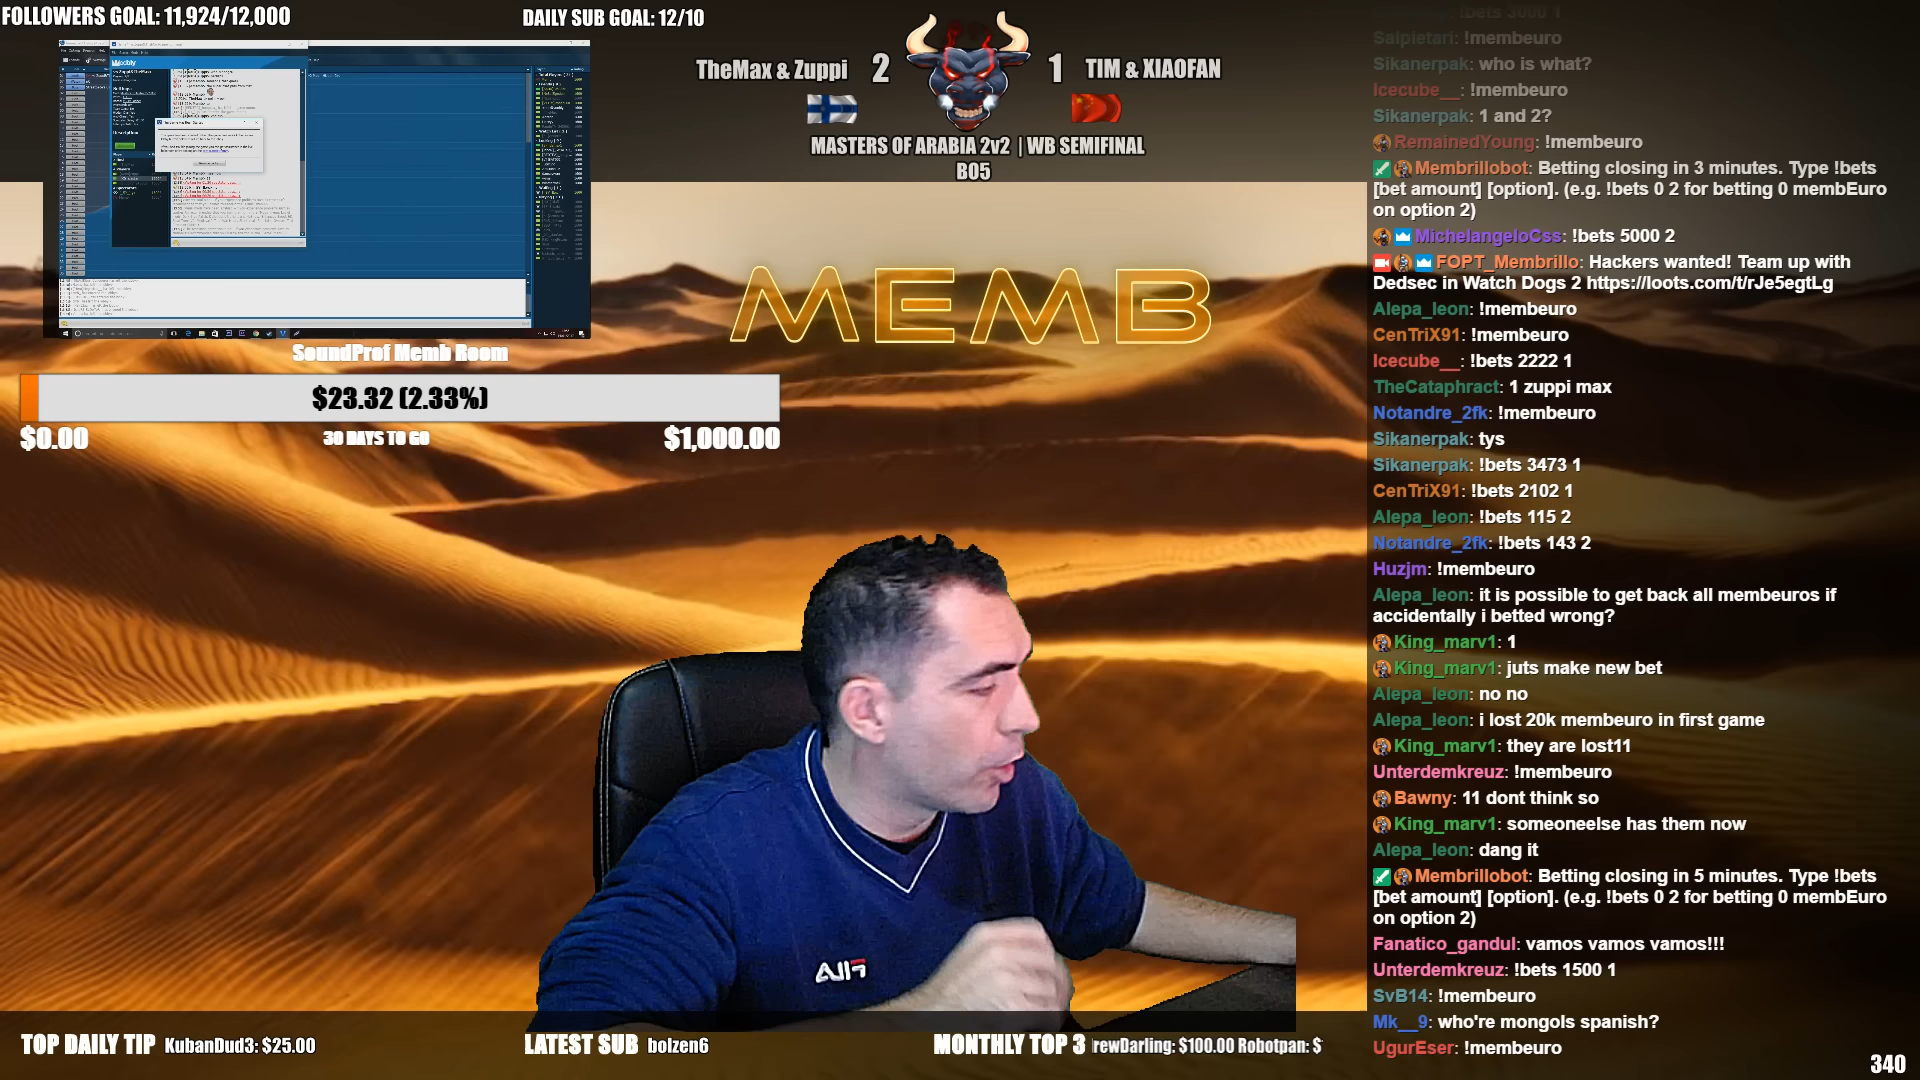 FOLLOWERS GOAL: 11,924/12,000
DAILY SUB GOAL: 12/10
TheMax & Zuppi 2
1 TIM & XIAOFAN
MASTERS OF ARABIA 2v2 | WB SEMIFINAL
BO5
MEMB
SoundProf Memb Room
$23.32 (2.33%)
$0.00
30 DAYS TO GO
$1,000.00
AIIF
!bets 3000 1
Salpietari: !membeuro
Sikanerpak: who is what?
Icecube__: !membeuro
Sikanerpak: 1 and 2?
RemainedYoung: !membeuro
Membrillobot: Betting closing in 3 minutes. Type !bets
[bet amount] [option]. (e.g. !bets 0 2 for betting 0 membEuro
on option 2)
MichelangeloCss: !bets 5000 2
FOPT_Membrillo: Hackers wanted! Team up with
Dedsec in Watch Dogs 2 https://loots.com/t/rJe5egtLg
Alepa_leon: !membeuro
CenTriX91: !membeuro
Icecube__: !bets 2222 1
TheCataphract: 1 zuppi max
Notandre_2fk: !membeuro
Sikanerpak: tys
Sikanerpak: !bets 3473 1
CenTriX91: !bets 2102 1
Alepa_leon: !bets 115 2
Notandre_2fk: !bets 143 2
Huzjm: !membeuro
Alepa_leon: it is possible to get back all membeuros if
accidentally i betted wrong?
King_marv1: 1
King_marv1: juts make new bet
Alepa_leon: no no
Alepa_leon: i lost 20k membeuro in first game
King_marv1: they are lost11
Unterdemkreuz: !membeuro
Bawny: 11 dont think so
King_marv1: someoneelse has them now
Alepa_leon: dang it
Membrillobot: Betting closing in 5 minutes. Type !bets
[bet amount] [option]. (e.g. !bets 0 2 for betting 0 membEuro
on option 2)
Fanatico_gandul: vamos vamos vamos!!!
Unterdemkreuz: !bets 1500 1
SvB14: !membeuro
Mk__9: who're mongols spanish?
UgurEser: !membeuro
TOP DAILY TIP KubanDud3: $25.00
LATEST SUB bolzen6
MONTHLY TOP 3 rewDarling: $100.00 Robotpan: $
340